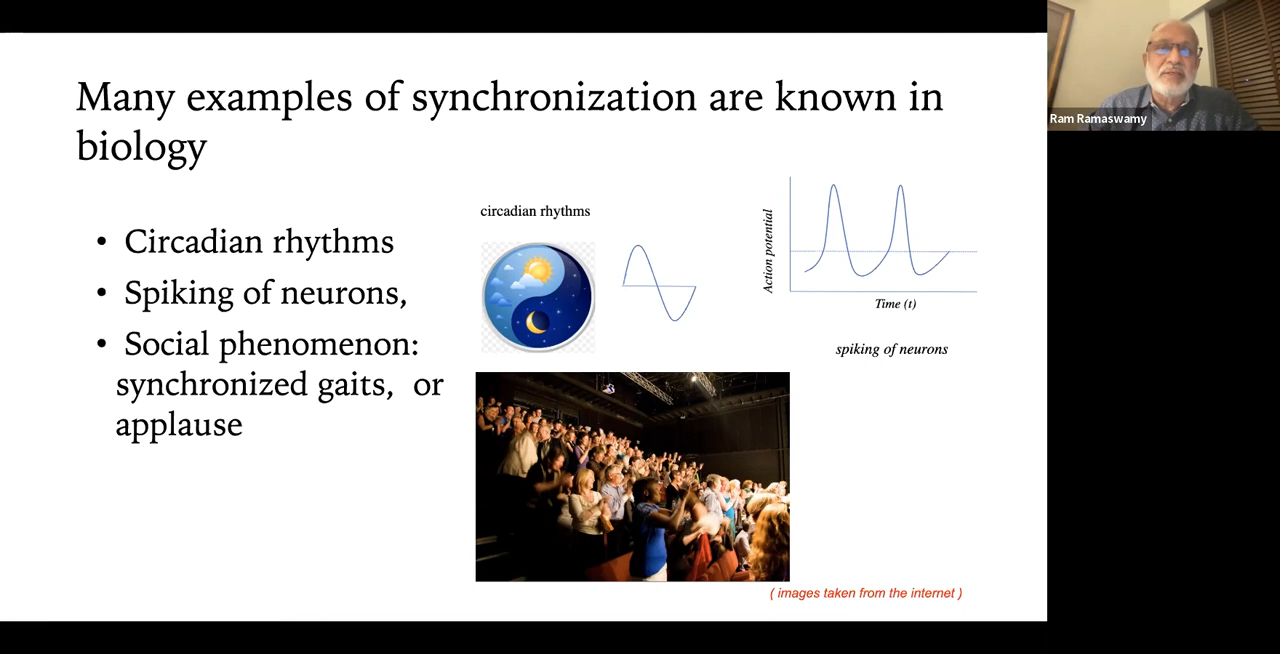 Many examples of synchronization are known in
biology
• Circadian rhythms
• Spiking of neurons,
• Social phenomenon:
synchronized gaits, or
applause
circadian rhythms
Action potential
Time (t)
spiking of neurons
( images taken from the internet )
Ram Ramaswamy